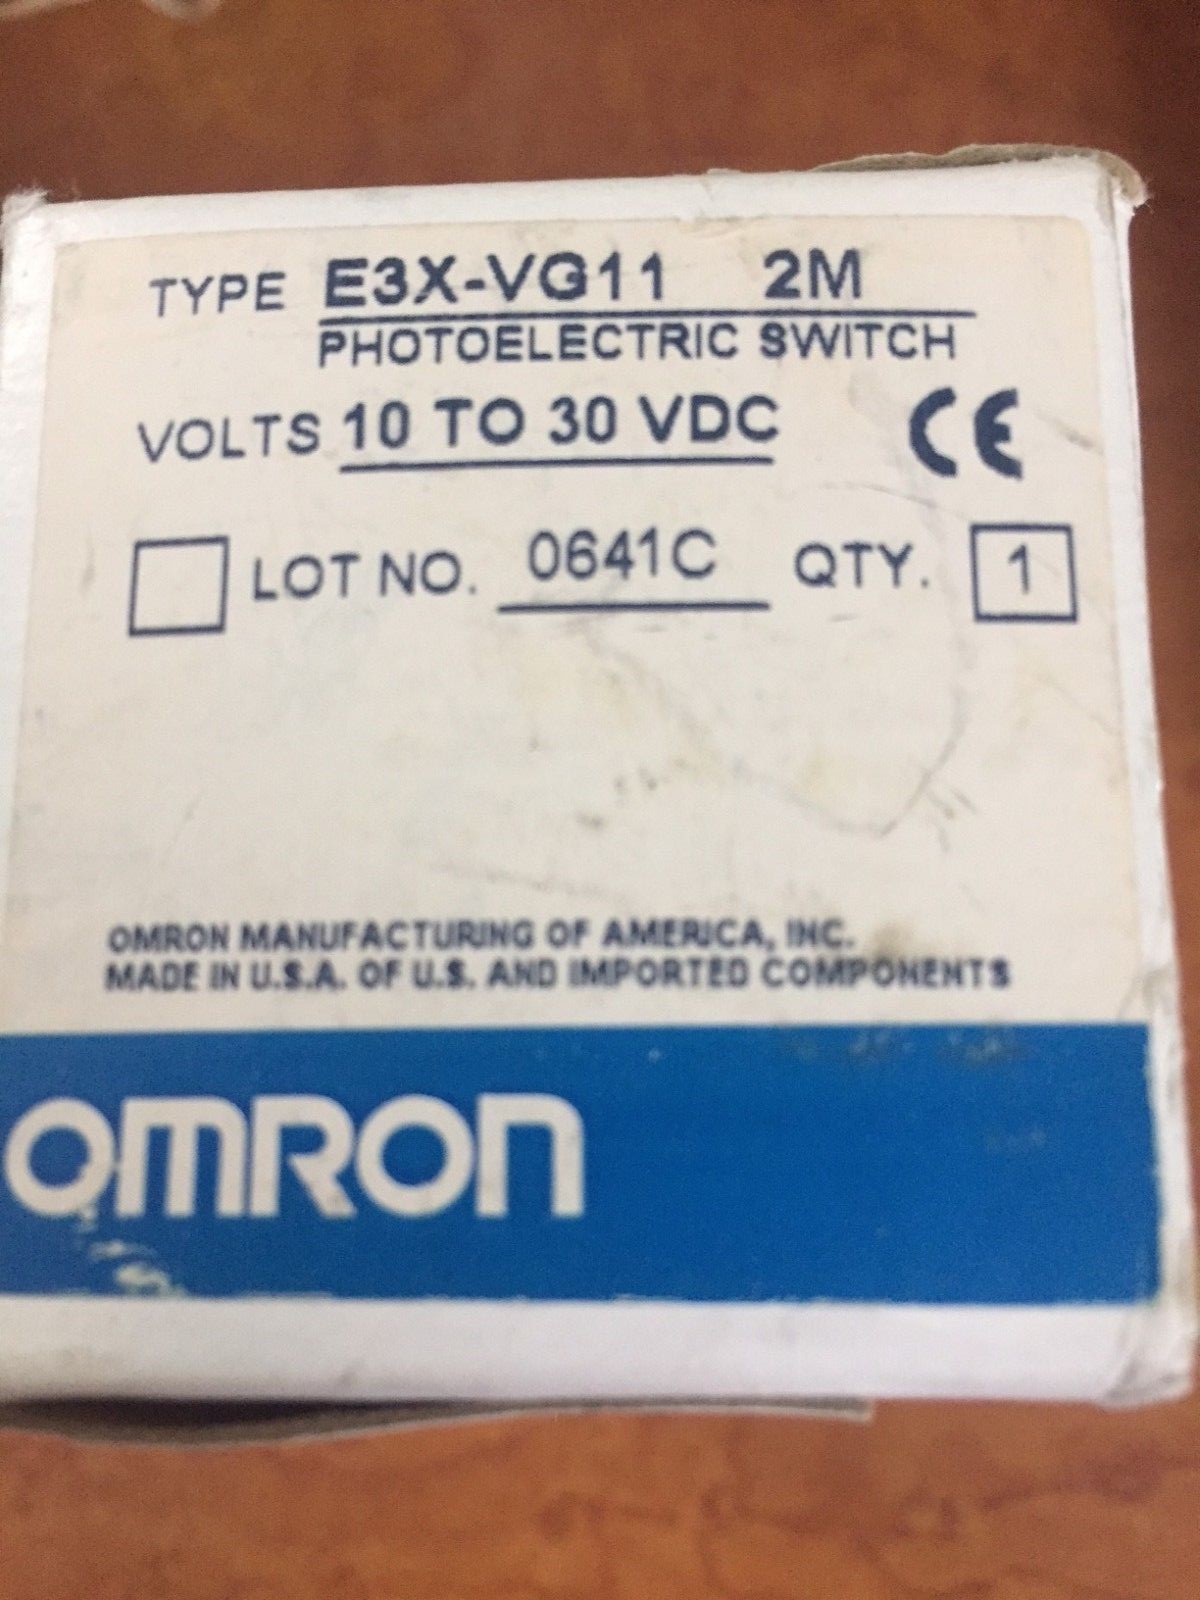 TYPE E3X-VG11 2M
PHOTOELECTRIC SWITCH
VOLTS 10 TO 30 VDC CE
LOT NO. 0641C QTY. 1
OMRON MANUFACTURING OF AMERICA, INC.
MADE IN U.S.A. OF U.S. AND IMPORTED COMPONENTS
OMRON